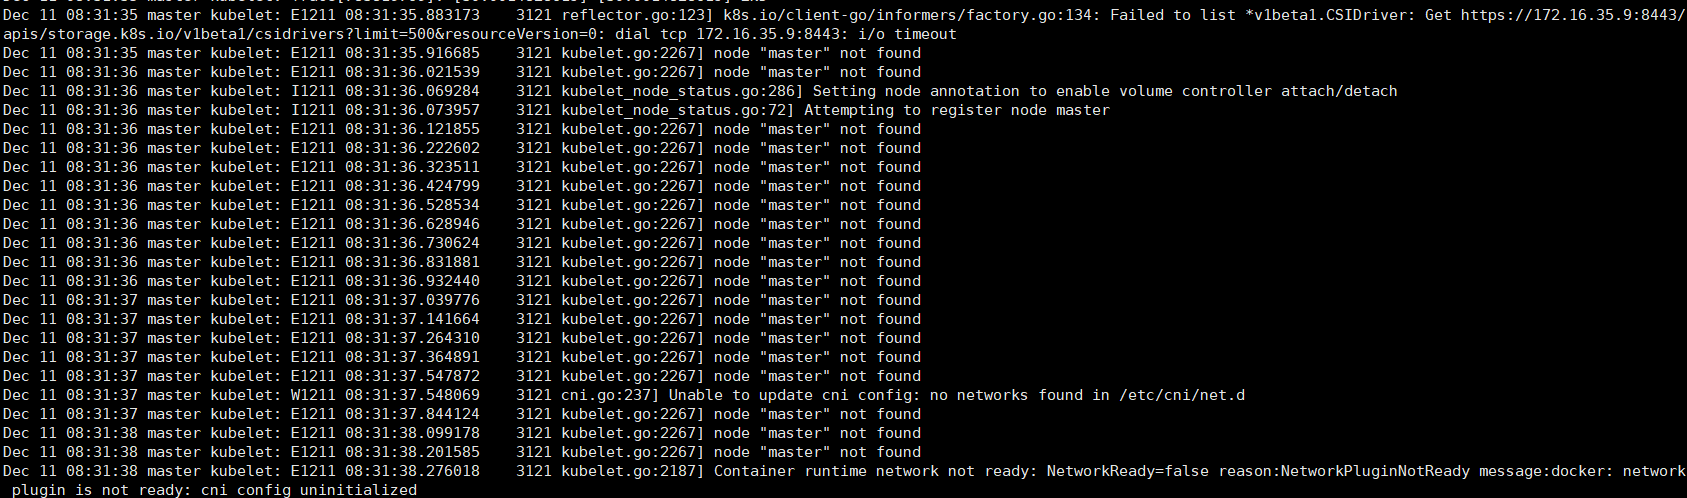 Dec 11 08:31:35 master kubelet: E1211 08:31:35.883173    3121 reflector.go:123] k8s.io/client-go/informers/factory.go:134: Failed to list *v1beta1.CSIDriver: Get https://172.16.35.9:8443/
apis/storage.k8s.io/v1beta1/csidrivers?limit=500&resourceVersion=0: dial tcp 172.16.35.9:8443: i/o timeout
Dec 11 08:31:35 master kubelet: E1211 08:31:35.916685    3121 kubelet.go:2267] node "master" not found
Dec 11 08:31:36 master kubelet: E1211 08:31:36.021539    3121 kubelet.go:2267] node "master" not found
Dec 11 08:31:36 master kubelet: I1211 08:31:36.069284    3121 kubelet_node_status.go:286] Setting node annotation to enable volume controller attach/detach
Dec 11 08:31:36 master kubelet: I1211 08:31:36.073957    3121 kubelet_node_status.go:72] Attempting to register node master
Dec 11 08:31:36 master kubelet: E1211 08:31:36.121855    3121 kubelet.go:2267] node "master" not found
Dec 11 08:31:36 master kubelet: E1211 08:31:36.222602    3121 kubelet.go:2267] node "master" not found
Dec 11 08:31:36 master kubelet: E1211 08:31:36.323511    3121 kubelet.go:2267] node "master" not found
Dec 11 08:31:36 master kubelet: E1211 08:31:36.424799    3121 kubelet.go:2267] node "master" not found
Dec 11 08:31:36 master kubelet: E1211 08:31:36.528534    3121 kubelet.go:2267] node "master" not found
Dec 11 08:31:36 master kubelet: E1211 08:31:36.628946    3121 kubelet.go:2267] node "master" not found
Dec 11 08:31:36 master kubelet: E1211 08:31:36.730624    3121 kubelet.go:2267] node "master" not found
Dec 11 08:31:36 master kubelet: E1211 08:31:36.831881    3121 kubelet.go:2267] node "master" not found
Dec 11 08:31:36 master kubelet: E1211 08:31:36.932440    3121 kubelet.go:2267] node "master" not found
Dec 11 08:31:37 master kubelet: E1211 08:31:37.039776    3121 kubelet.go:2267] node "master" not found
Dec 11 08:31:37 master kubelet: E1211 08:31:37.141664    3121 kubelet.go:2267] node "master" not found
Dec 11 08:31:37 master kubelet: E1211 08:31:37.264310    3121 kubelet.go:2267] node "master" not found
Dec 11 08:31:37 master kubelet: E1211 08:31:37.364891    3121 kubelet.go:2267] node "master" not found
Dec 11 08:31:37 master kubelet: E1211 08:31:37.547872    3121 kubelet.go:2267] node "master" not found
Dec 11 08:31:37 master kubelet: W1211 08:31:37.548069    3121 cni.go:237] Unable to update cni config: no networks found in /etc/cni/net.d
Dec 11 08:31:37 master kubelet: E1211 08:31:37.844124    3121 kubelet.go:2267] node "master" not found
Dec 11 08:31:38 master kubelet: E1211 08:31:38.099178    3121 kubelet.go:2267] node "master" not found
Dec 11 08:31:38 master kubelet: E1211 08:31:38.201585    3121 kubelet.go:2267] node "master" not found
Dec 11 08:31:38 master kubelet: E1211 08:31:38.276018    3121 kubelet.go:2187] Container runtime network not ready: NetworkReady=false reason:NetworkPluginNotReady message:docker: network
 plugin is not ready: cni config uninitialized